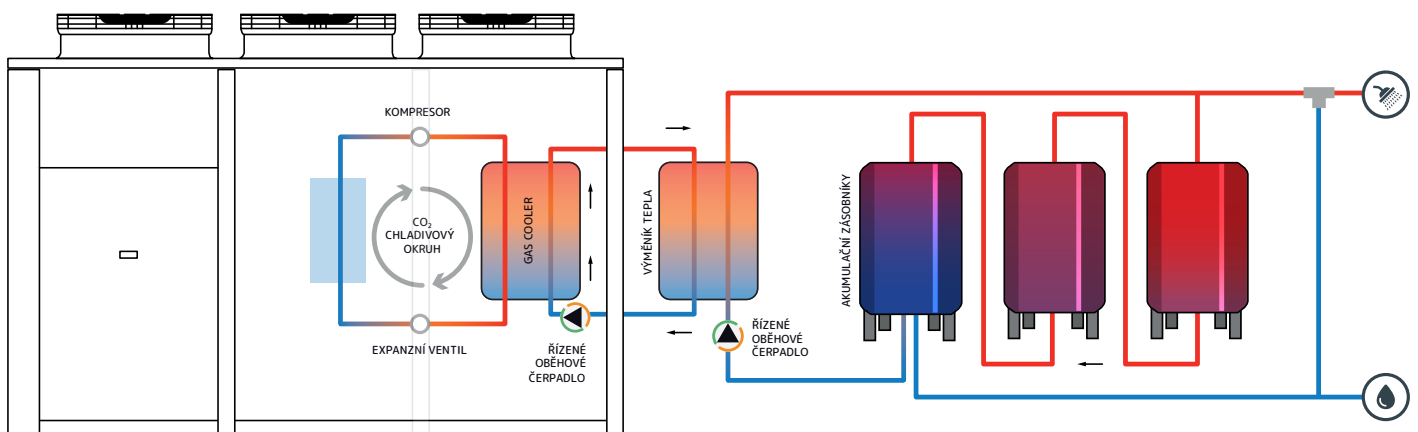 KOMPRESOR
CO₂
CHLADIVOVÝ
OKRUH
EXPANZNÍ VENTIL
GAS COOLER
ŘÍZENÉ
OBĚHOVÉ
ČERPADLO
VÝMĚNÍK TEPLA
ŘÍZENÉ
OBĚHOVÉ
ČERPADLO
AKUMULAČNÍ ZÁSOBNÍKY